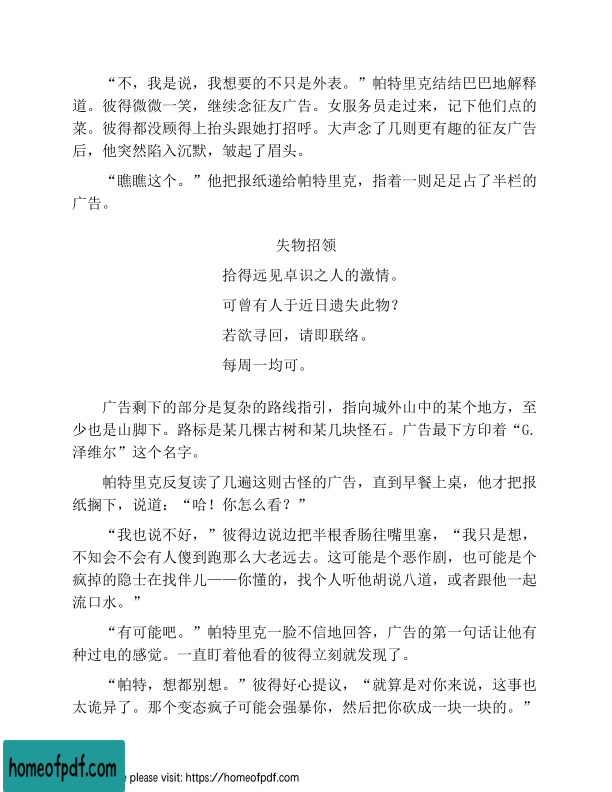 “不，我是说，我想要的不只是外表。”帕特里克结结巴巴地解释
道。彼得微微一笑，继续念征友广告。女服务员走过来，记下他们点的
菜。彼得都没顾得上抬头跟她打招呼。大声念了几则更有趣的征友广告
后，他突然陷入沉默，皱起了眉头。
“瞧瞧这个。”他把报纸递给帕特里克，指着一则足足占了半栏的
广告。
失物招领
拾得远见卓识之人的激情。
可曾有人于近日遗失此物？
若欲寻回，请即联络。
每周一均可。
广告剩下的部分是复杂的路线指引，指向城外山中的某个地方，至
少也是山脚下。路标是某几棵古树和某几块怪石。广告最下方印着“G.
泽维尔”这个名字。
帕特里克反复读了几遍这则古怪的广告，直到早餐上桌，他才把报
纸搁下，说道：“哈！你怎么看？”
“我也说不好，”彼得边说边把半根香肠往嘴里塞，“我只是想，
不知会不会有人傻到跑那么大老远去。这可能是个恶作剧，也可能是个
疯掉的隐士在找伴儿——你懂的，找个人听他胡说八道，或者跟他一起
流口水。”
“有可能吧。”帕特里克一脸不信地回答，广告的第一句话让他有
种过电的感觉。一直盯着他看的彼得立刻就发现了。
“帕特，想都别想。”彼得好心提议，“就算是对你来说，这事也
太诡异了。那个变态疯子可能会强暴你，然后把你砍成一块一块的。”
homeofpdf.com
e please visit: https://homeofpdf.com